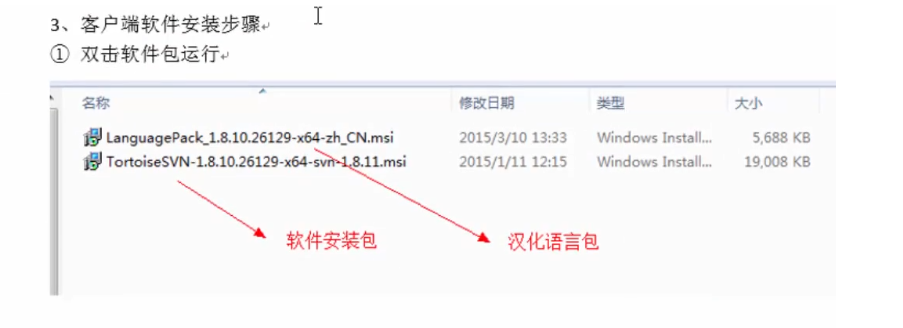 3、客户端软件安装步骤
① 双击软件包运行
名称 修改日期 类型 大小
LanguagePack_1.8.10.26129-x64-zh_CN.msi 2015/3/10 13:33 Windows Install... 5,688 KB
TortoiseSVN-1.8.10.26129-x64-svn-1.8.11.msi 2015/1/11 12:15 Windows Install... 19,008 KB
软件安装包 汉化语言包